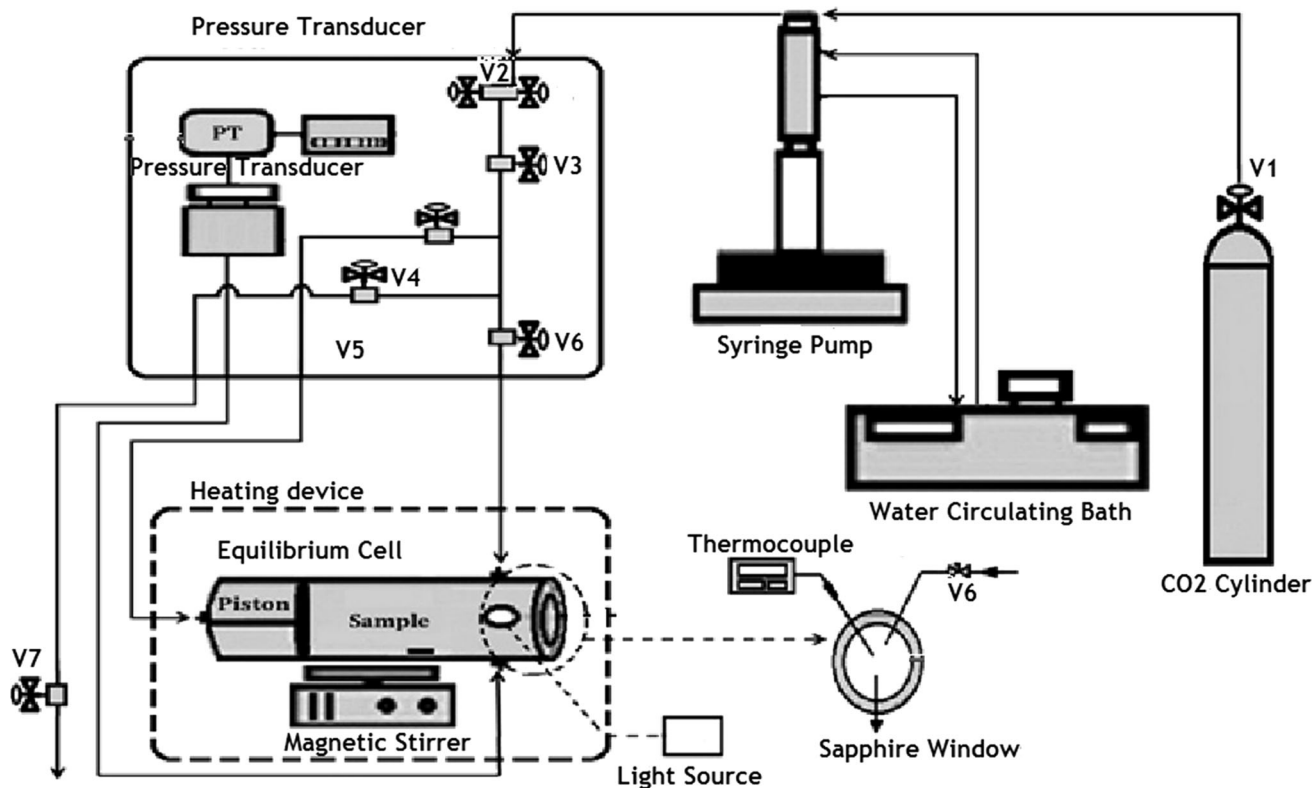 Pressure Transducer
V2
PT
Pressure Transducer
V3
V1
V4
V5
V6
Syringe Pump
Water Circulating Bath
CO2 Cylinder
Heating device
Equilibrium Cell
Thermocouple
V6
Piston
Sample
V7
Magnetic Stirrer
Light Source
Sapphire Window